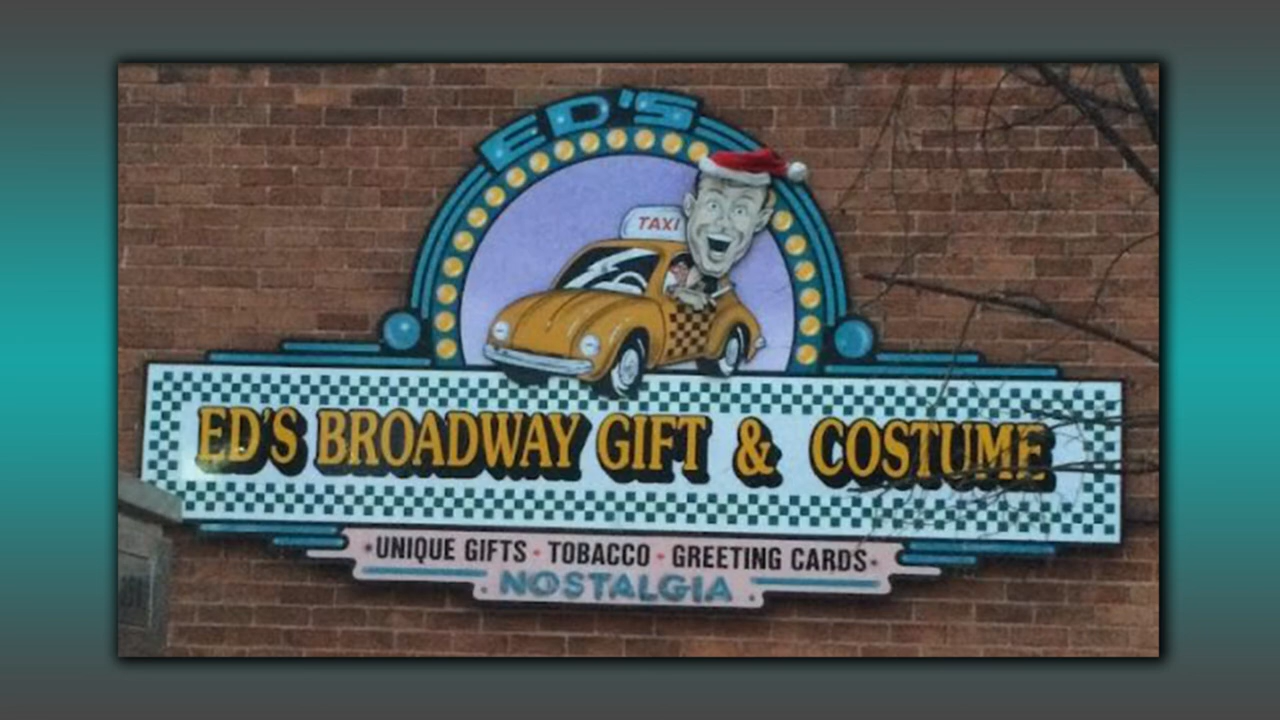 ED'S
TAXI
ED'S BROADWAY GIFT & COSTUME
UNIQUE GIFTS · TOBACCO · GREETING CARDS
NOSTALGIA